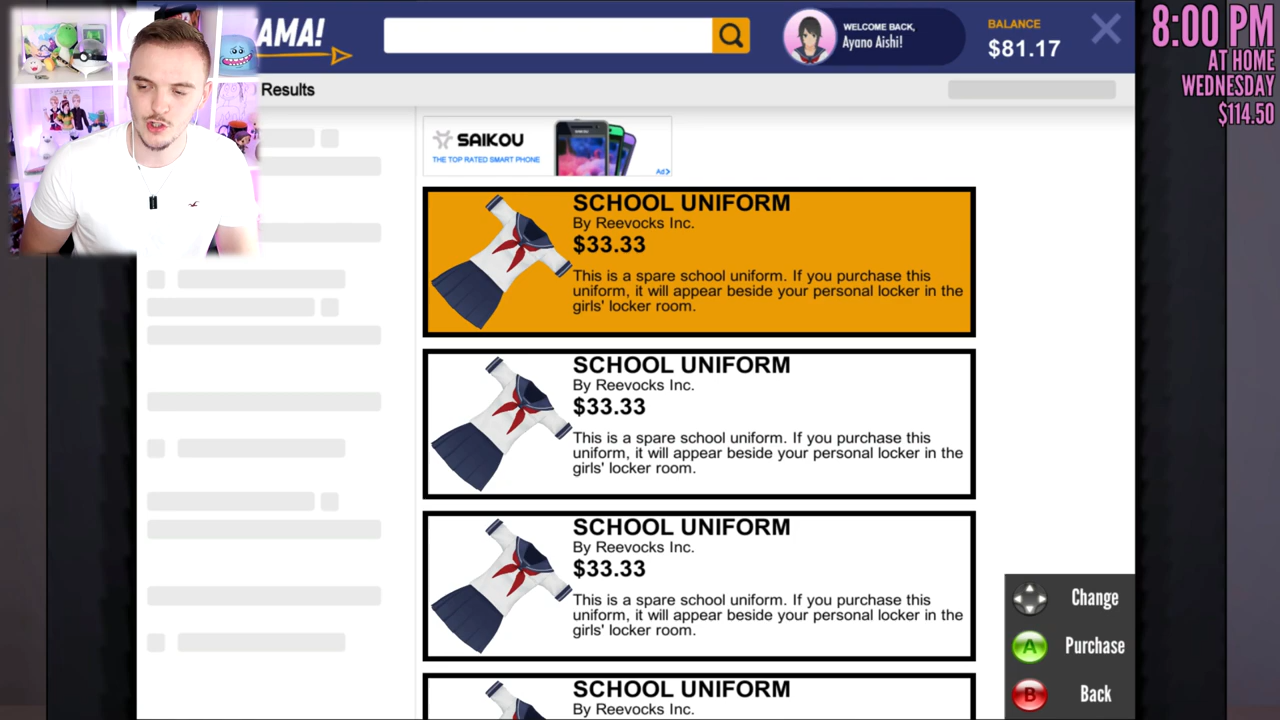 AMA!
WELCOME BACK,
Ayano Aishi!
BALANCE
$81.17
8:00 PM
AT HOME
WEDNESDAY
$114.50
Results
SAIKOU
THE TOP RATED SMART PHONE
Ad
SCHOOL UNIFORM
By Reevocks Inc.
$33.33
This is a spare school uniform. If you purchase this
uniform, it will appear beside your personal locker in the
girls' locker room.
SCHOOL UNIFORM
By Reevocks Inc.
$33.33
This is a spare school uniform. If you purchase this
uniform, it will appear beside your personal locker in the
girls' locker room.
SCHOOL UNIFORM
By Reevocks Inc.
$33.33
This is a spare school uniform. If you purchase this
uniform, it will appear beside your personal locker in the
girls' locker room.
SCHOOL UNIFORM
By Reevocks Inc.
Change
A Purchase
B Back